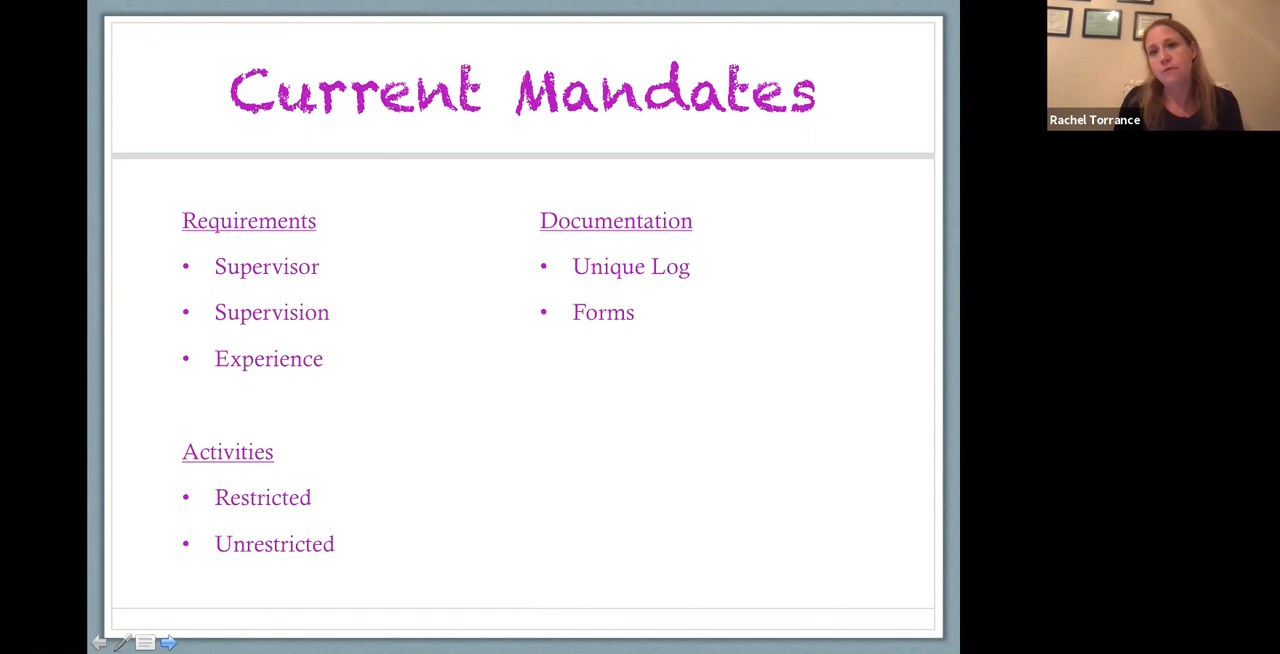 Current Mandates
Requirements
• Supervisor
• Supervision
• Experience
Activities
• Restricted
• Unrestricted
Documentation
• Unique Log
• Forms
Rachel Torrance